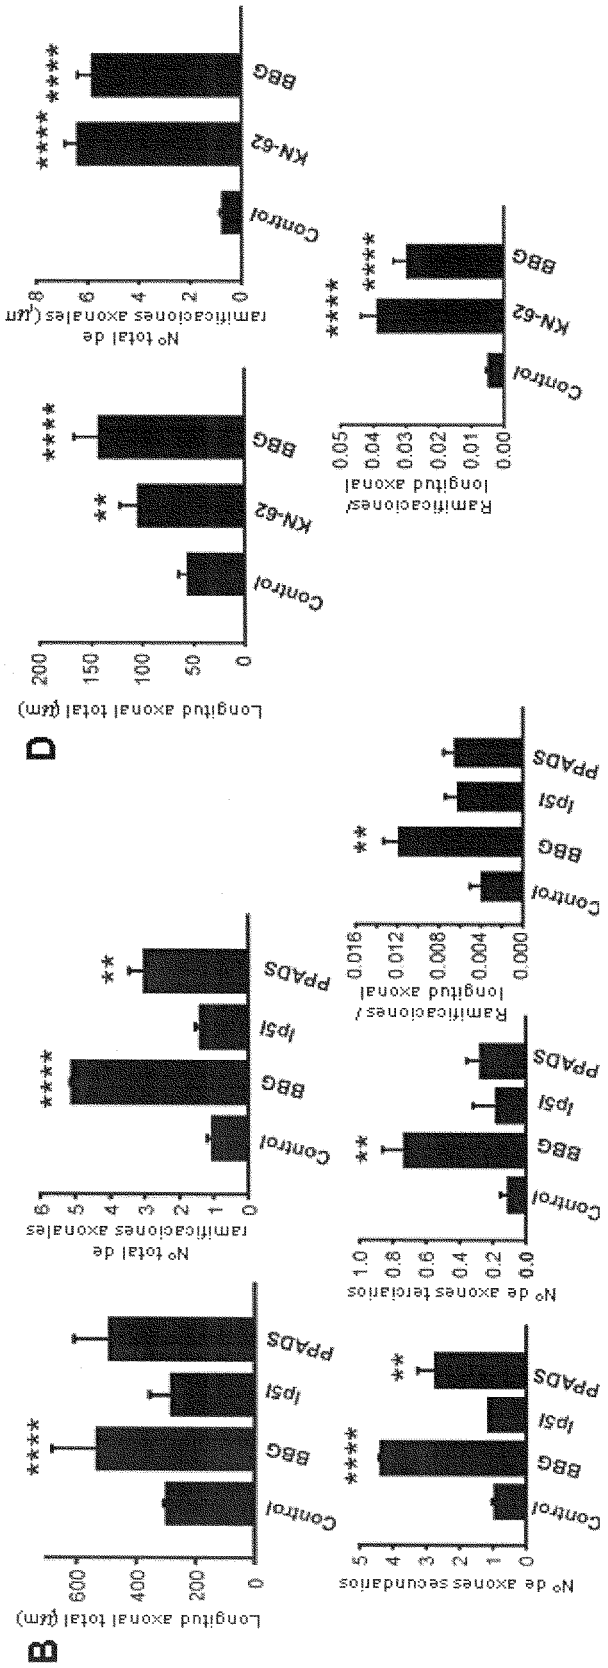 B
Longitud axonal total (µm)
600
400
200
0
****
Control
BBG
Ip5I
PPADS
Nº total de
ramificaciones axonales
6
5
4
3
2
1
0
****
**
Control
BBG
Ip5I
PPADS
Nº de axones secundarios
5
4
3
2
1
0
****
**
Control
BBG
Ip5I
PPADS
Nº de axones terciarios
1.0
0.8
0.6
0.4
0.2
0.0
**
Control
BBG
Ip5I
PPADS
Ramificaciones/
longitud axonal
0.016
0.012
0.008
0.004
0.000
**
Control
BBG
Ip5I
PPADS
D
Longitud axonal total (µm)
200
150
100
50
0
**
****
Control
KN-62
BBG
Nº total de
ramificaciones axonales (µm
8
6
4
2
0
****
****
Control
KN-62
BBG
Ramificaciones/
longitud axonal
0.05
0.04
0.03
0.02
0.01
0.00
****
****
Control
KN-62
BBG